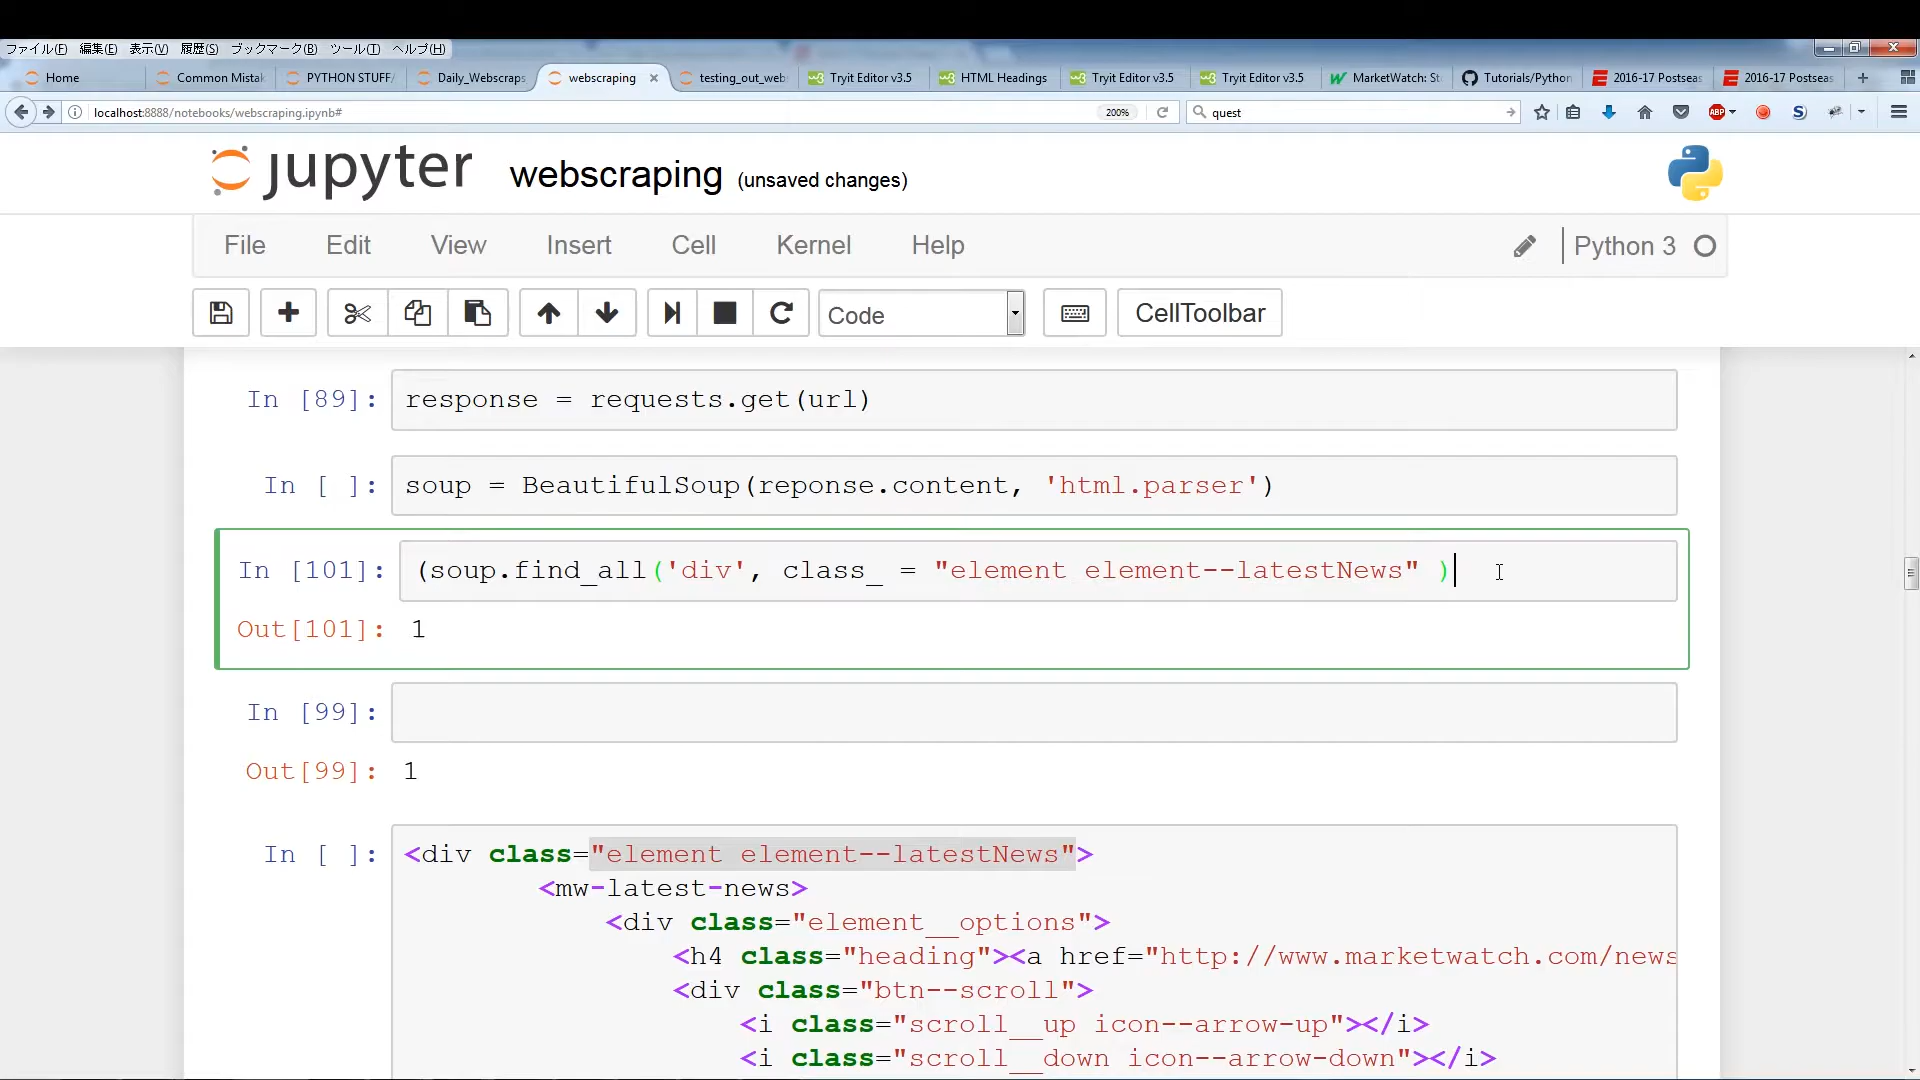 ファイル(F) 編集(E) 表示(V) 履歴(S) ブックマーク(B) ツール(T) ヘルプ(H)
Home Common Mistak PYTHON STUFF/ Daily_Webscraps webscraping testing_out_web Tryit Editor v3.5 HTML Headings Tryit Editor v3.5 Tryit Editor v3.5 MarketWatch: St Tutorials/Python 2016-17 Postseas 2016-17 Postseas
localhost:8888/notebooks/webscraping.ipynb# 200% quest ABP S
jupyter webscraping (unsaved changes)
File Edit View Insert Cell Kernel Help Python 3
Code CellToolbar
In [89]: response = requests.get(url)
In [ ]: soup = BeautifulSoup(reponse.content, 'html.parser')
In [101]: (soup.find_all('div', class_ = "element element--latestNews" )
Out[101]: 1
In [99]:
Out[99]: 1
In [ ]: <div class="element element--latestNews">
<mw-latest-news>
<div class="element__options">
<h4 class="heading"><a href="http://www.marketwatch.com/news
<div class="btn--scroll">
<i class="scroll__up icon--arrow-up"></i>
<i class="scroll__down icon--arrow-down"></i>